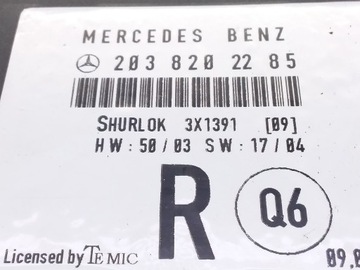 MERCEDES BENZ
203 820 22 85
SHURLOK 3X1391 [09]
HW: 50/03 SW: 17/04
R Q6
Licensed by TEMIC 09.